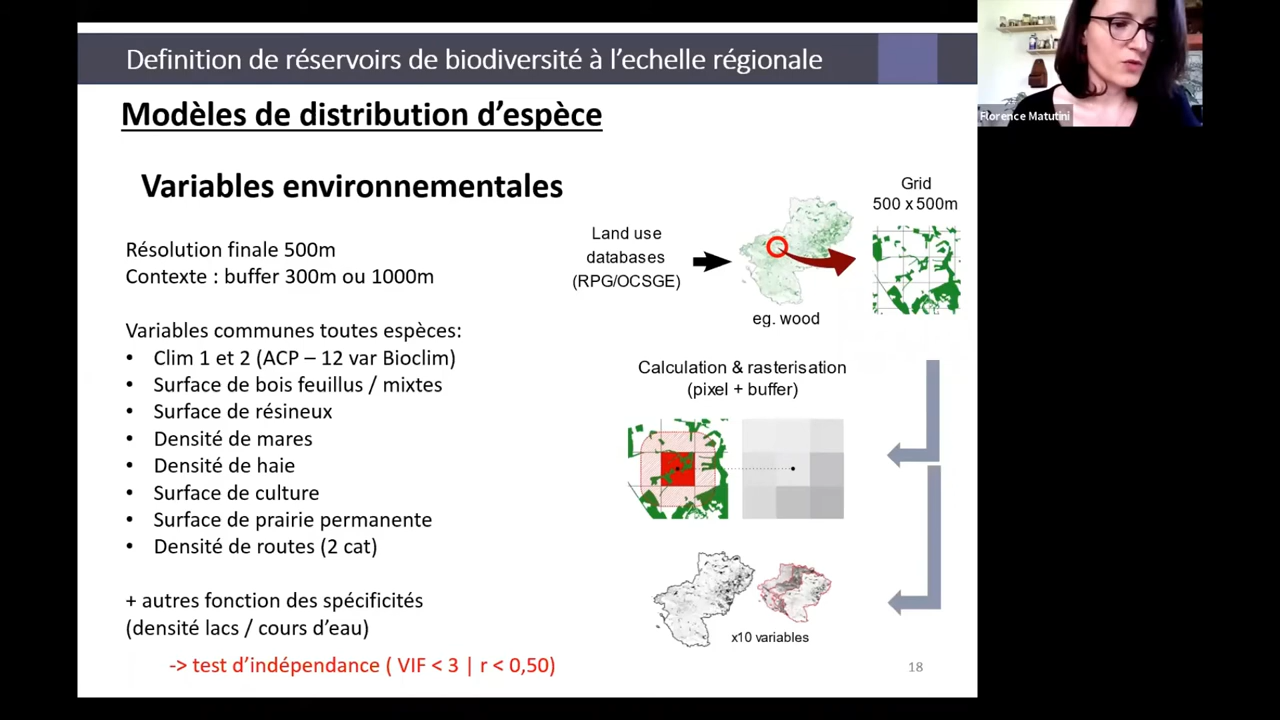 Definition de réservoirs de biodiversité à l'echelle régionale
Modèles de distribution d'espèce
Variables environnementales
Résolution finale 500m
Contexte : buffer 300m ou 1000m
Variables communes toutes espèces:
• Clim 1 et 2 (ACP – 12 var Bioclim)
• Surface de bois feuillus / mixtes
• Surface de résineux
• Densité de mares
• Densité de haie
• Surface de culture
• Surface de prairie permanente
• Densité de routes (2 cat)
+ autres fonction des spécificités
(densité lacs / cours d'eau)
-> test d'indépendance ( VIF < 3 | r < 0,50)
Land use
databases
(RPG/OCSGE)
eg. wood
Grid
500 x 500m
Calculation & rasterisation
(pixel + buffer)
x10 variables
18
Florence Matutini